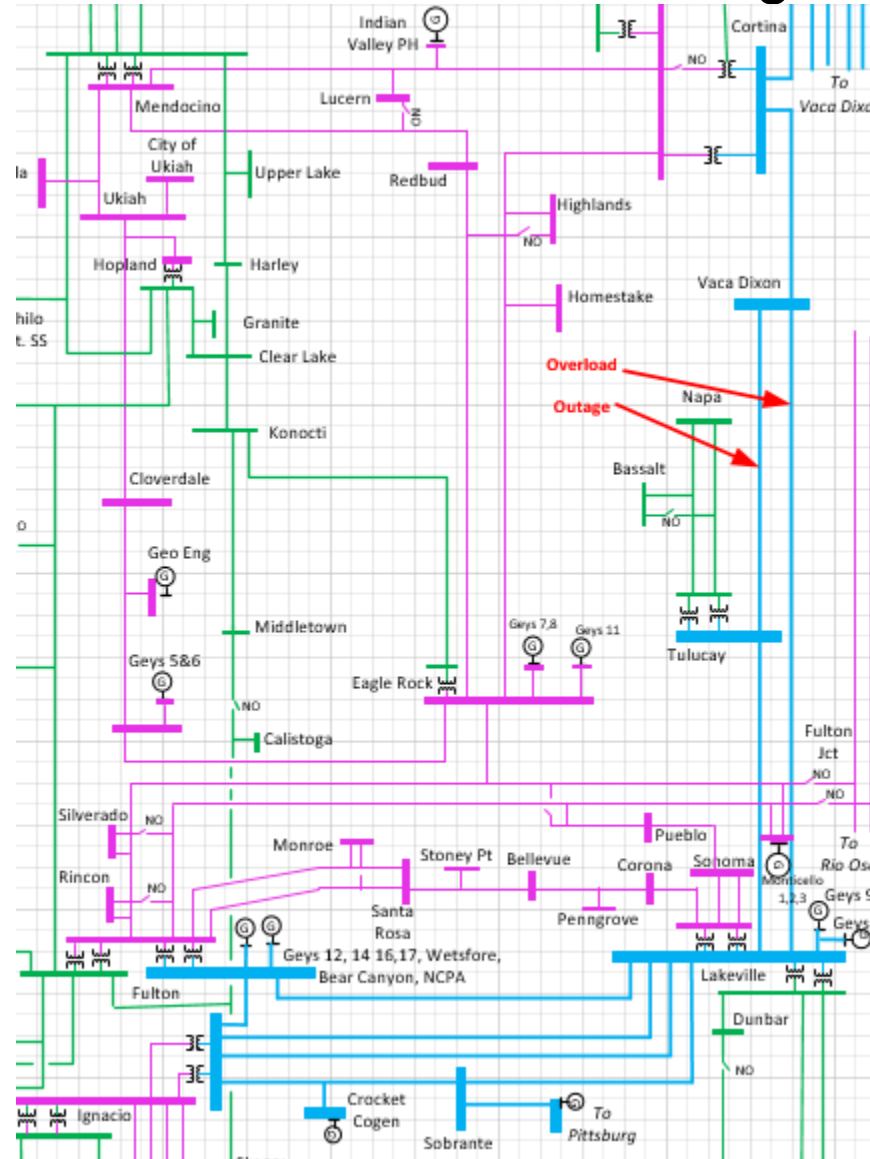 Indian
Valley PH
G
Cortina
NO
To
Lucern
NO
Mendocino
City of
Ukiah
Upper Lake
Redbud
Ukiah
Highlands
NO
Hopland
Harley
Vaca Dixon
Homestake
Granite
t. SS
Clear Lake
Overload
Napa
Outage
Konocti
Bassalt
Cloverdale
NO
Geo Eng
G
Middletown
Geys 7,8
Geys 11
G
G
Tulucay
Geys 5&6
G
Eagle Rock
NO
Calistoga
Fulton
Jct
NO
NO
Silverado
NO
Monroe
Stoney Pt
Bellevue
Corona
Pueblo
Sonoma
To
G
Monticello
1,2,3
Rincon
NO
Santa
Rosa
Penngrove
G
G
G
G
Geys 12, 14 16,17, Wetsfore,
Bear Canyon, NCPA
Lakeville
Fulton
Dunbar
NO
Ignacio
Crocket
Cogen
G
Sobrante
G
To
Pittsburg